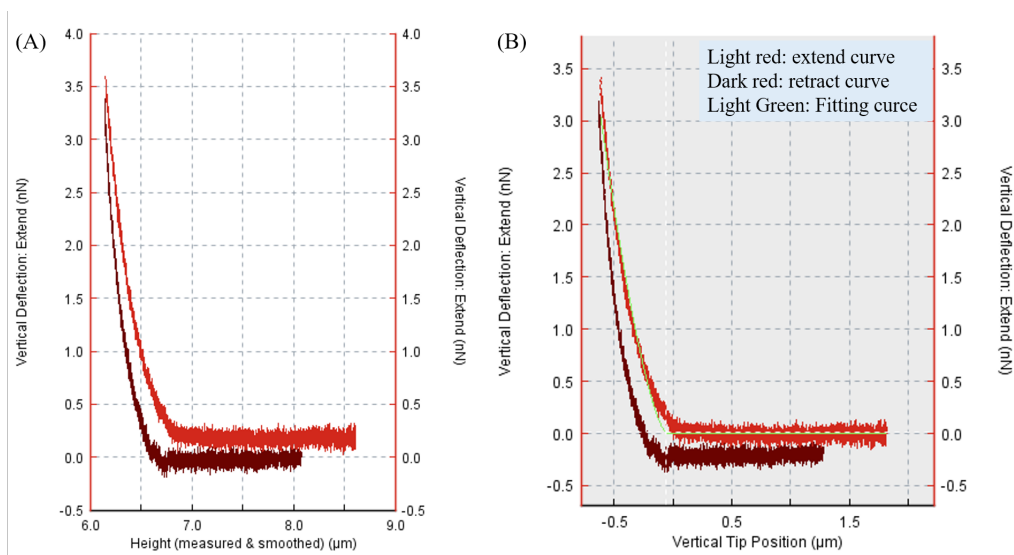 (A)
4.0
3.5
3.0
2.5
2.0
1.5
1.0
0.5
0.0
-0.5
Vertical Deflection: Extend (nN)
6.0 7.0 8.0 9.0
Height (measured & smoothed) (µm)
4.0
3.5
3.0
2.5
2.0
1.5
1.0
0.5
0.0
-0.5
Vertical Deflection: Extend (nN)
(B)
Light red: extend curve
Dark red: retract curve
Light Green: Fitting curce
3.5
3.0
2.5
2.0
1.5
1.0
0.5
0.0
-0.5
Vertical Deflection: Extend (nN)
-0.5 0.5 1.5
Vertical Tip Position (µm)
3.5
3.0
2.5
2.0
1.5
1.0
0.5
0.0
-0.5
Vertical Deflection: Extend (nN)